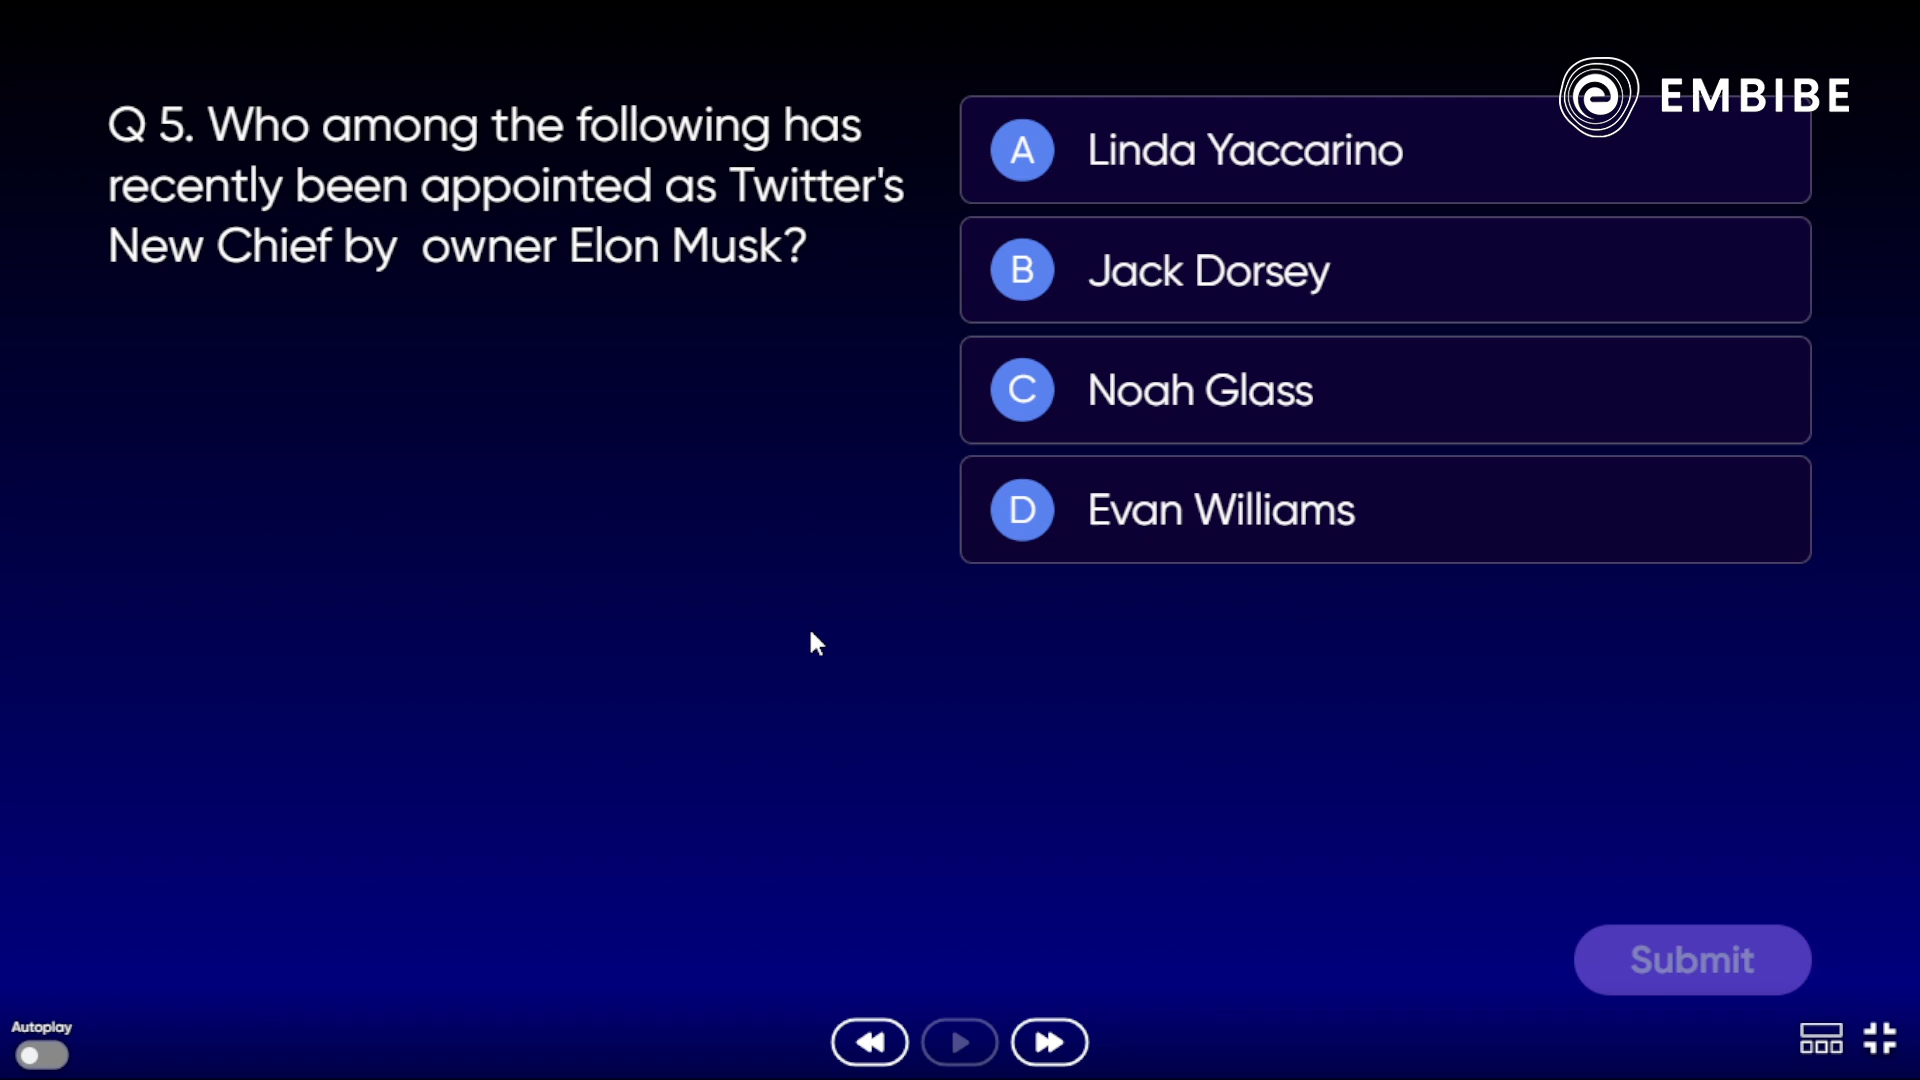 EMBIBE
Q 5. Who among the following has
recently been appointed as Twitter's
New Chief by  owner Elon Musk?
A Linda Yaccarino
B Jack Dorsey
C Noah Glass
D Evan Williams
Submit
Autoplay